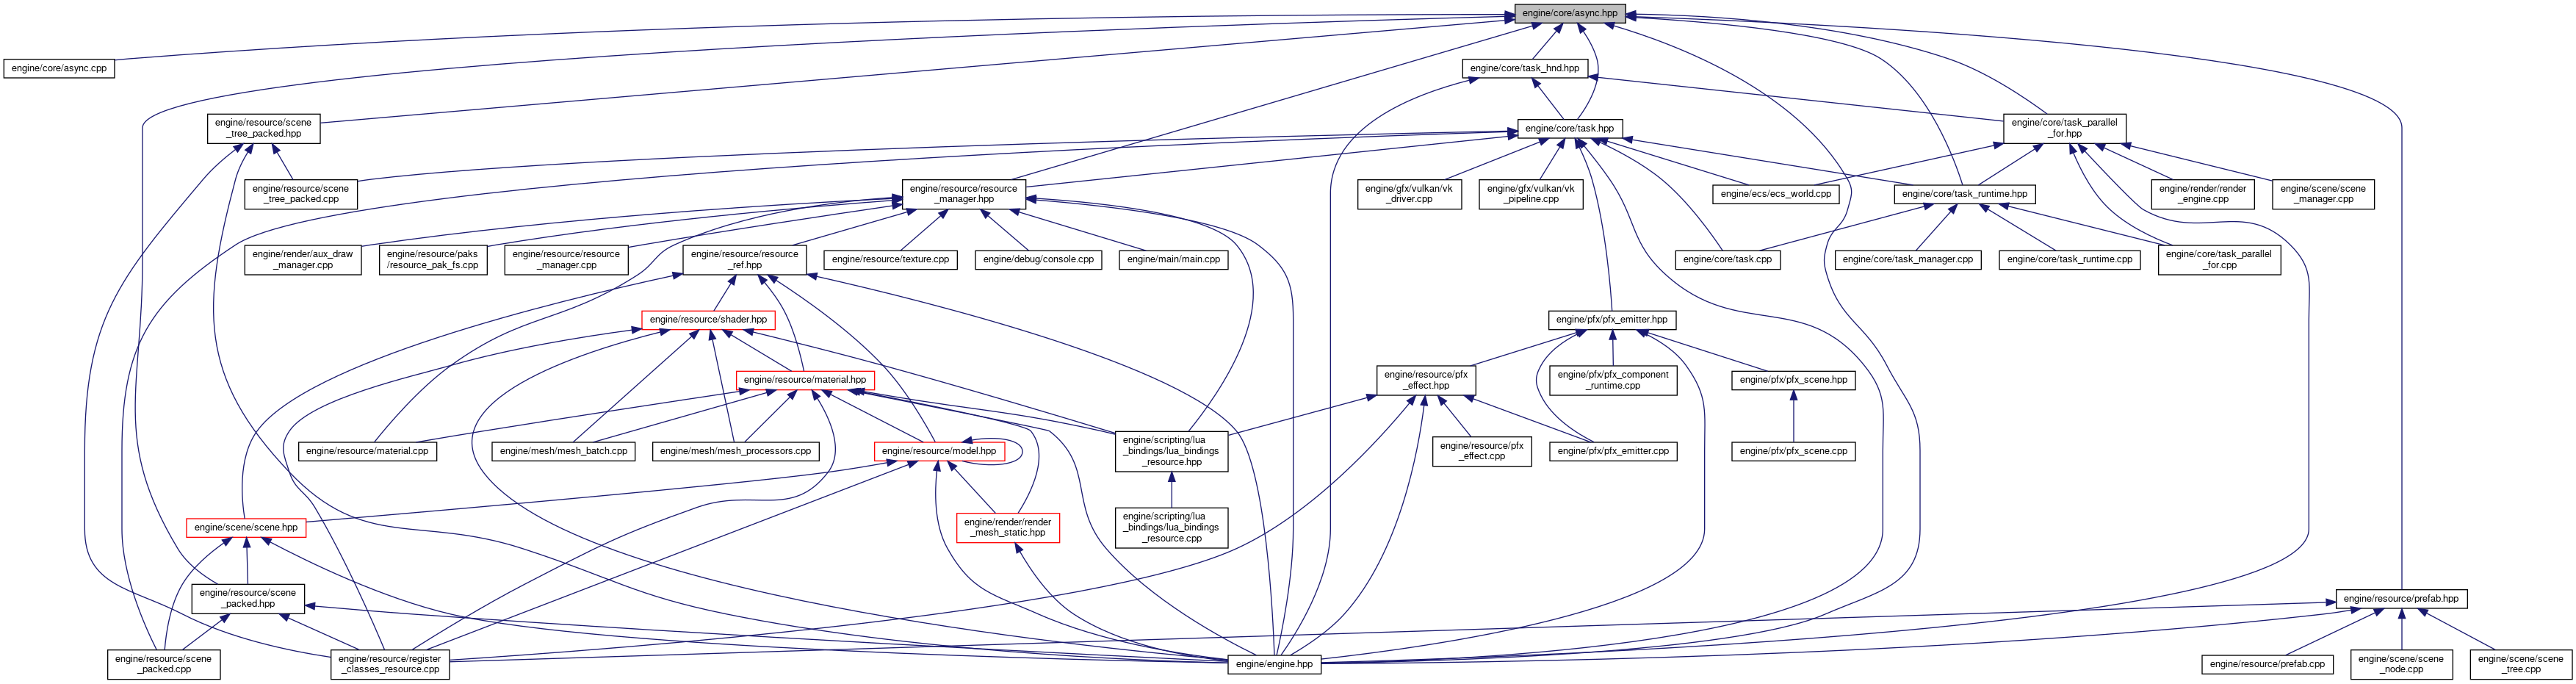 engine/core/async.hpp
engine/core/async.cpp
engine/core/task_hnd.hpp
engine/resource/scene
_tree_packed.hpp
engine/core/task.hpp
engine/core/task_parallel
_for.hpp
engine/resource/scene
_tree_packed.cpp
engine/resource/resource
_manager.hpp
engine/gfx/vulkan/vk
_driver.cpp
engine/gfx/vulkan/vk
_pipeline.cpp
engine/ecs/ecs_world.cpp
engine/core/task_runtime.hpp
engine/render/render
_engine.cpp
engine/scene/scene
_manager.cpp
engine/render/aux_draw
_manager.cpp
engine/resource/paks
/resource_pak_fs.cpp
engine/resource/resource
_manager.cpp
engine/resource/resource
_ref.hpp
engine/resource/texture.cpp
engine/debug/console.cpp
engine/main/main.cpp
engine/core/task.cpp
engine/core/task_manager.cpp
engine/core/task_runtime.cpp
engine/core/task_parallel
_for.cpp
engine/resource/shader.hpp
engine/pfx/pfx_emitter.hpp
engine/resource/material.hpp
engine/resource/pfx
_effect.hpp
engine/pfx/pfx_component
_runtime.cpp
engine/pfx/pfx_scene.hpp
engine/resource/material.cpp
engine/mesh/mesh_batch.cpp
engine/mesh/mesh_processors.cpp
engine/resource/model.hpp
engine/scripting/lua
_bindings/lua_bindings
_resource.hpp
engine/resource/pfx
_effect.cpp
engine/pfx/pfx_emitter.cpp
engine/pfx/pfx_scene.cpp
engine/scene/scene.hpp
engine/render/render
_mesh_static.hpp
engine/scripting/lua
_bindings/lua_bindings
_resource.cpp
engine/resource/scene
_packed.hpp
engine/resource/prefab.hpp
engine/resource/scene
_packed.cpp
engine/resource/register
_classes_resource.cpp
engine/engine.hpp
engine/resource/prefab.cpp
engine/scene/scene
_node.cpp
engine/scene/scene
_tree.cpp